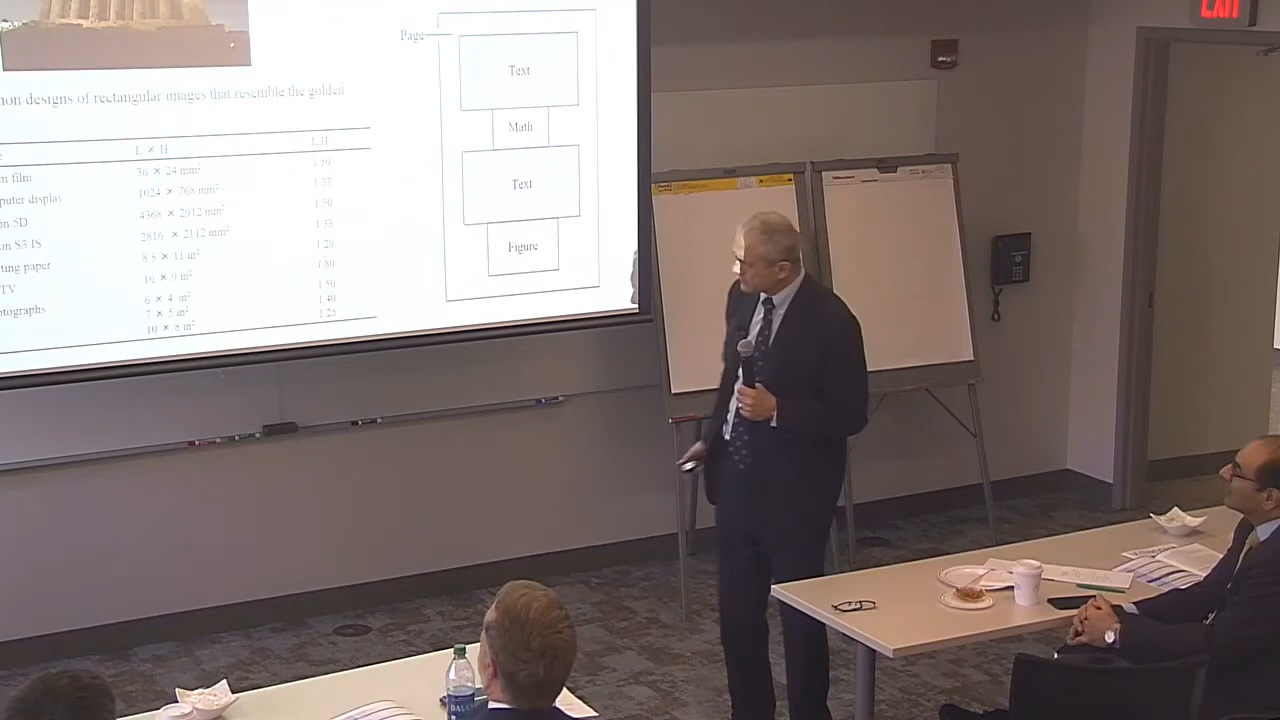 EXIT
Page
Text
Math
Text
Figure
non designs of rectangular images that resemble the golden
L × H
L/H
m film
36 × 24 mm²
1.50
puter display
1024 × 768 mm²
1.33
on 5D
4368 × 2912 mm²
1.50
on S3 IS
2816 × 2112 mm²
1.33
ting paper
8.5 × 11 in²
1.29
TV
16 × 9 in²
1.80
otographs
6 × 4 in²
1.50
7 × 5 in²
1.40
10 × 8 in²
1.25